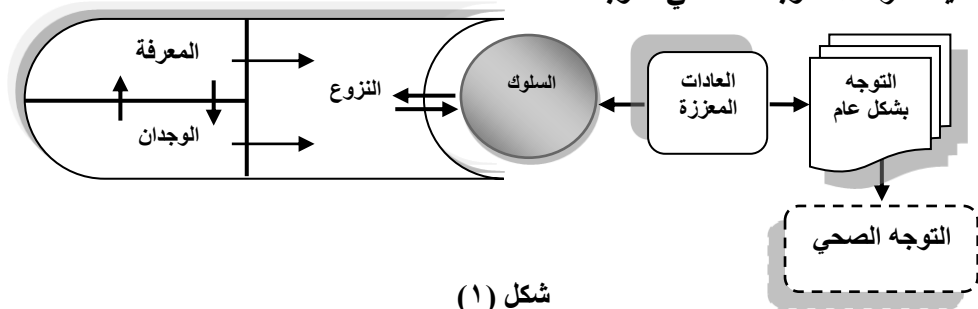 المعرفة
الوجدان
النزوع
السلوك
العادات
المعززة
التوجه
بشكل عام
التوجه الصحي
شكل (١)